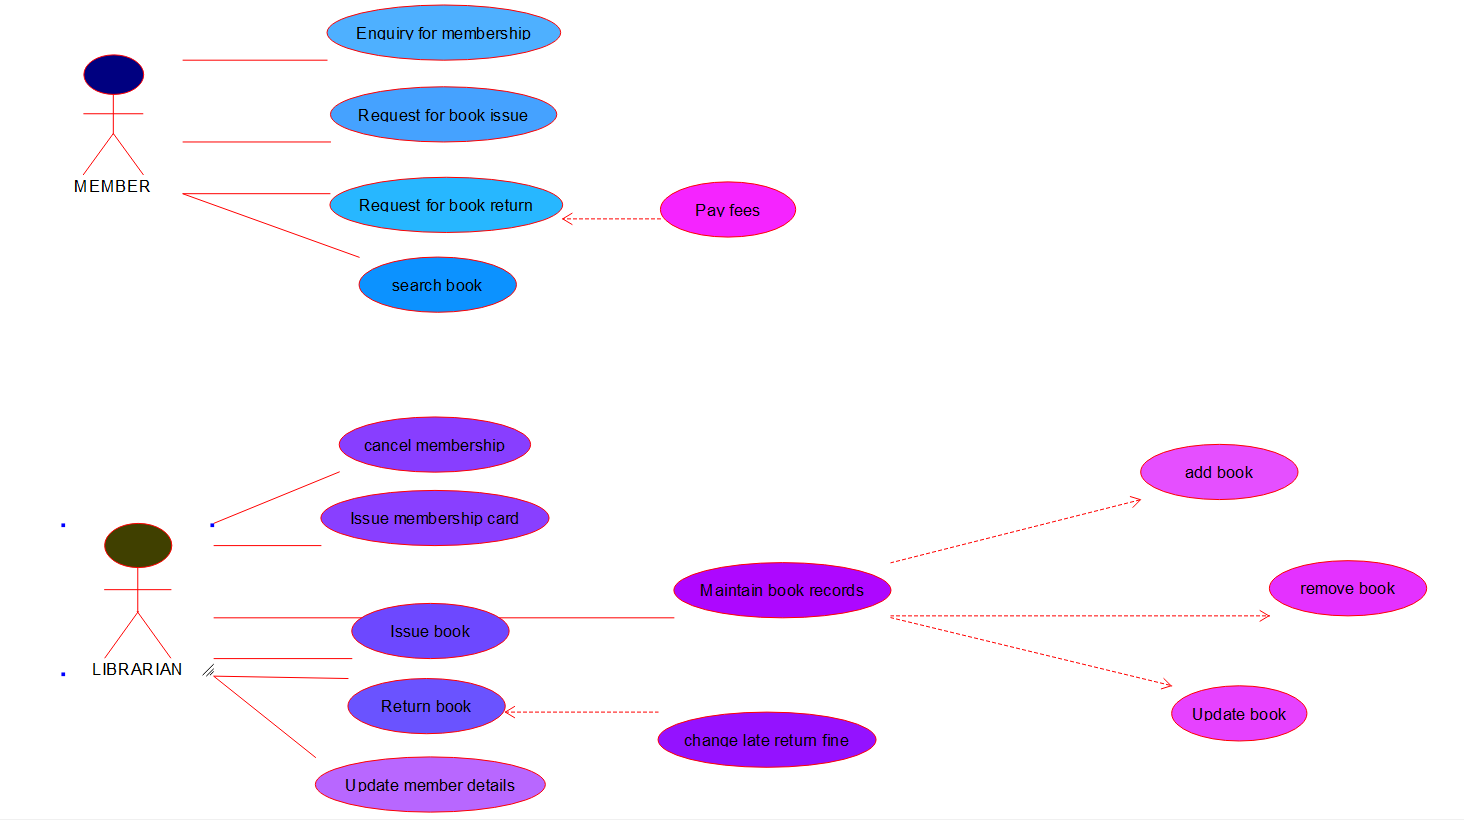 Enquiry for membership
Request for book issue
MEMBER
Request for book return
Pay fees
search book
cancel membership
add book
Issue membership card
Maintain book records
remove book
Issue book
LIBRARIAN
Return book
Update book
change late return fine
Update member details